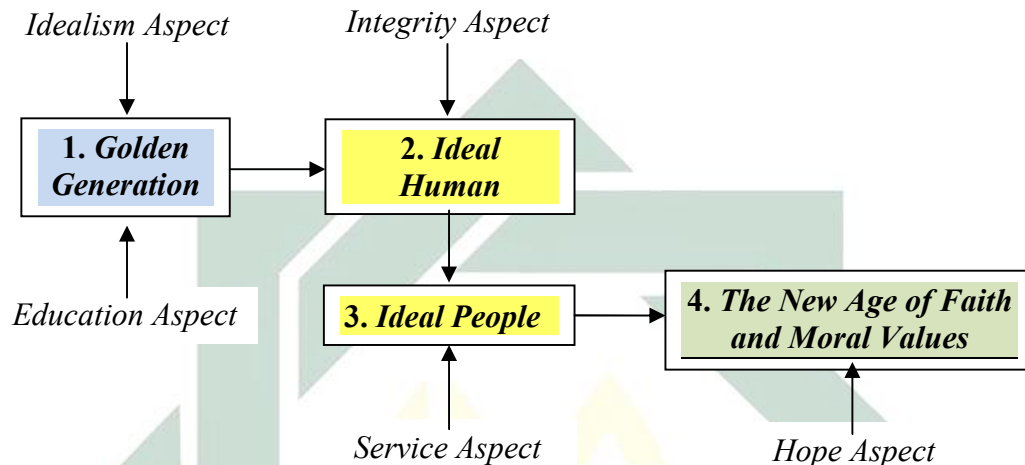 Idealism Aspect
Integrity Aspect
1. Golden
Generation
2. Ideal
Human
Education Aspect
3. Ideal People
4. The New Age of Faith
and Moral Values
Service Aspect
Hope Aspect